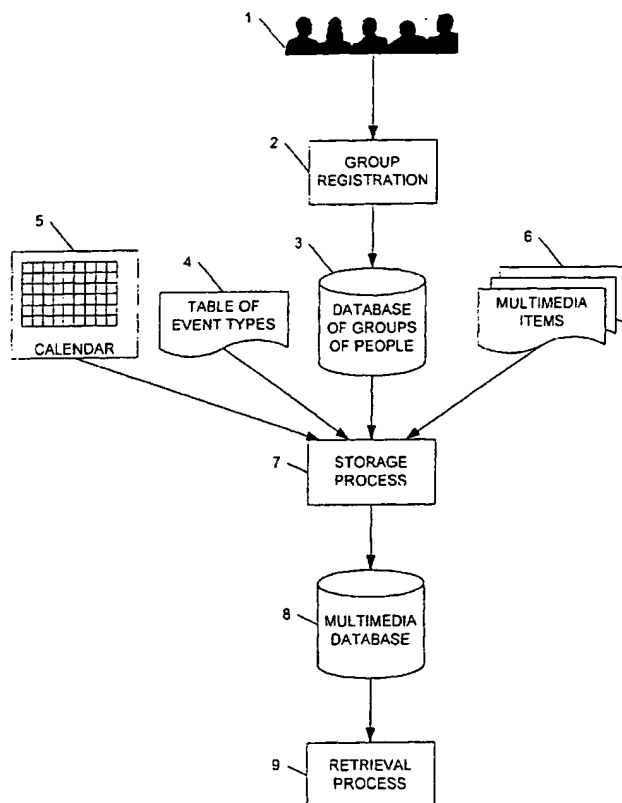 1
2
GROUP
REGISTRATION
5
4
3
6
CALENDAR
TABLE OF
EVENT TYPES
DATABASE
OF GROUPS
OF PEOPLE
MULTIMEDIA
ITEMS
7
STORAGE
PROCESS
8
MULTIMEDIA
DATABASE
9
RETRIEVAL
PROCESS